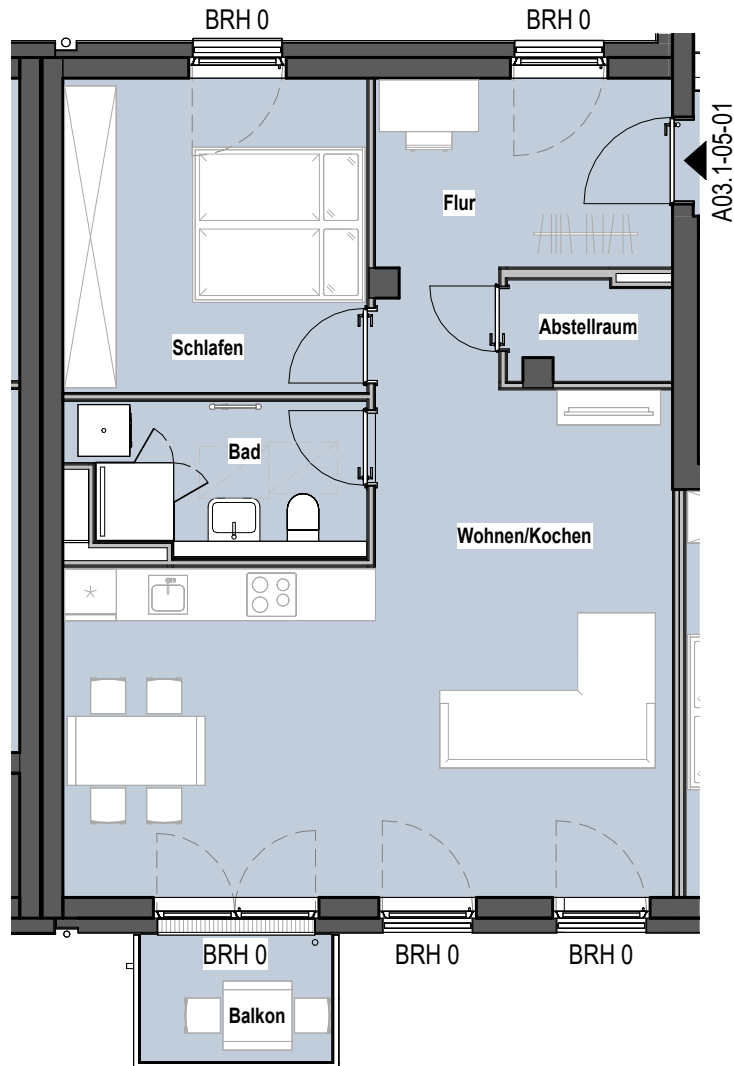 BRH 0
BRH 0
A03.1-05-01
Flur
Abstellraum
Schlafen
Bad
Wohnen/Kochen
BRH 0
BRH 0
BRH 0
Balkon